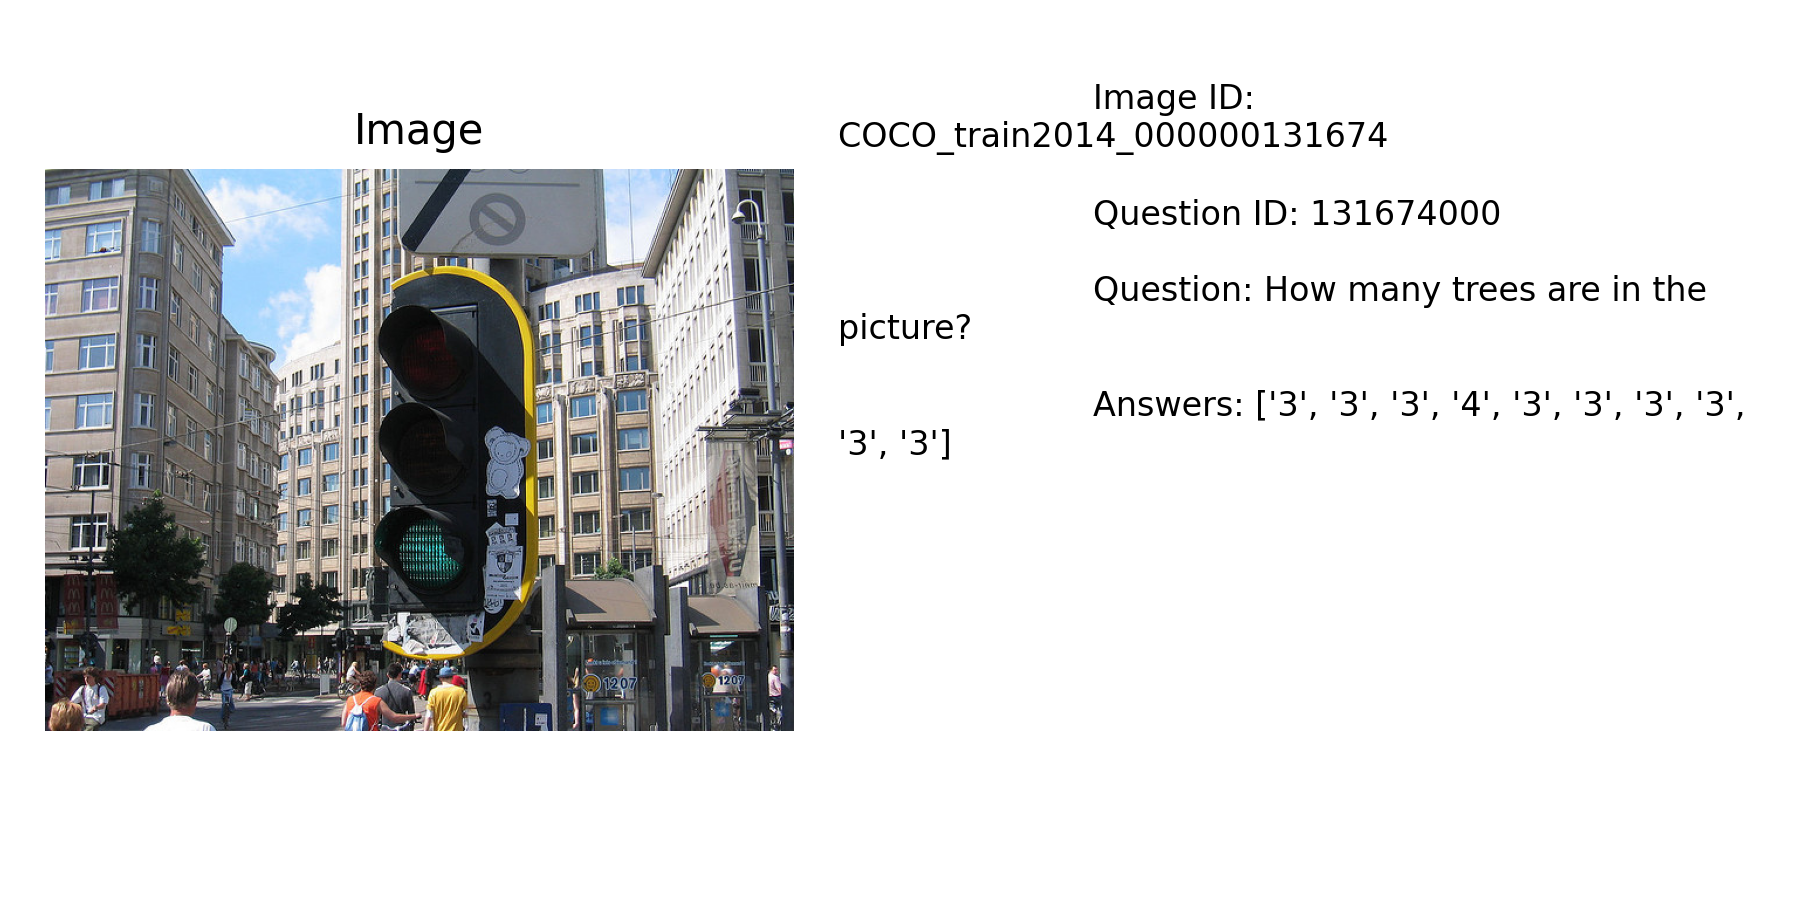 Image
Image ID:
COCO_train2014_000000131674
Question ID: 131674000
Question: How many trees are in the
picture?
Answers: ['3', '3', '3', '4', '3', '3', '3', '3',
'3', '3']
1207
1207